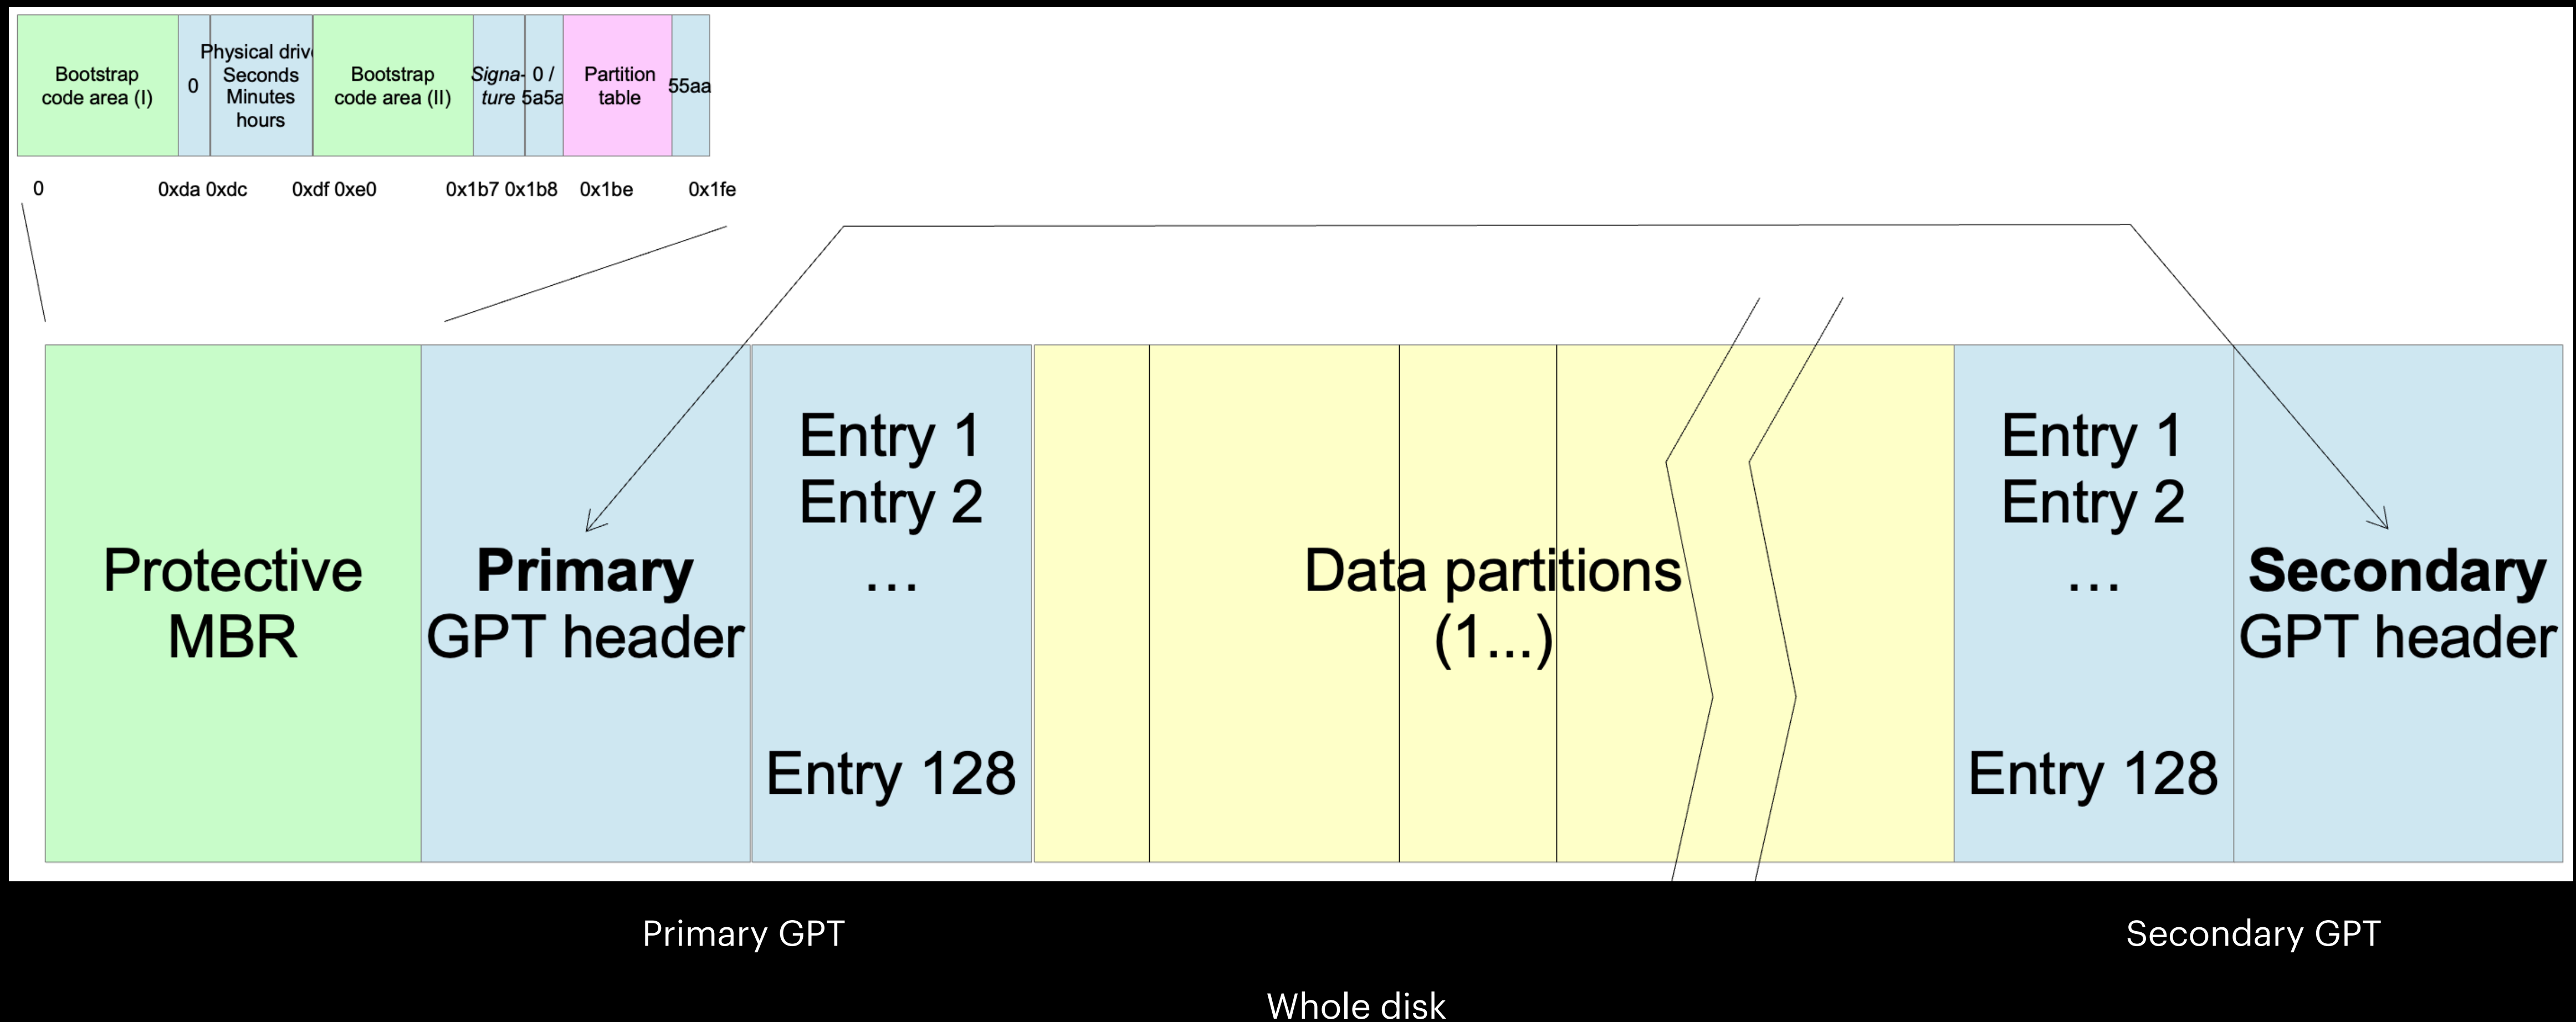 Bootstrap
code area (I)
0
Physical driv
Seconds
Minutes
hours
Bootstrap
code area (II)
Signa-
ture
0 /
5a5a
Partition
table
55aa
0
0xda 0xdc
0xdf 0xe0
0x1b7 0x1b8
0x1be
0x1fe
Protective
MBR
Primary
GPT header
Entry 1
Entry 2
...
Entry 128
Data partitions
(1...)
Entry 1
Entry 2
...
Entry 128
Secondary
GPT header
Primary GPT
Secondary GPT
Whole disk